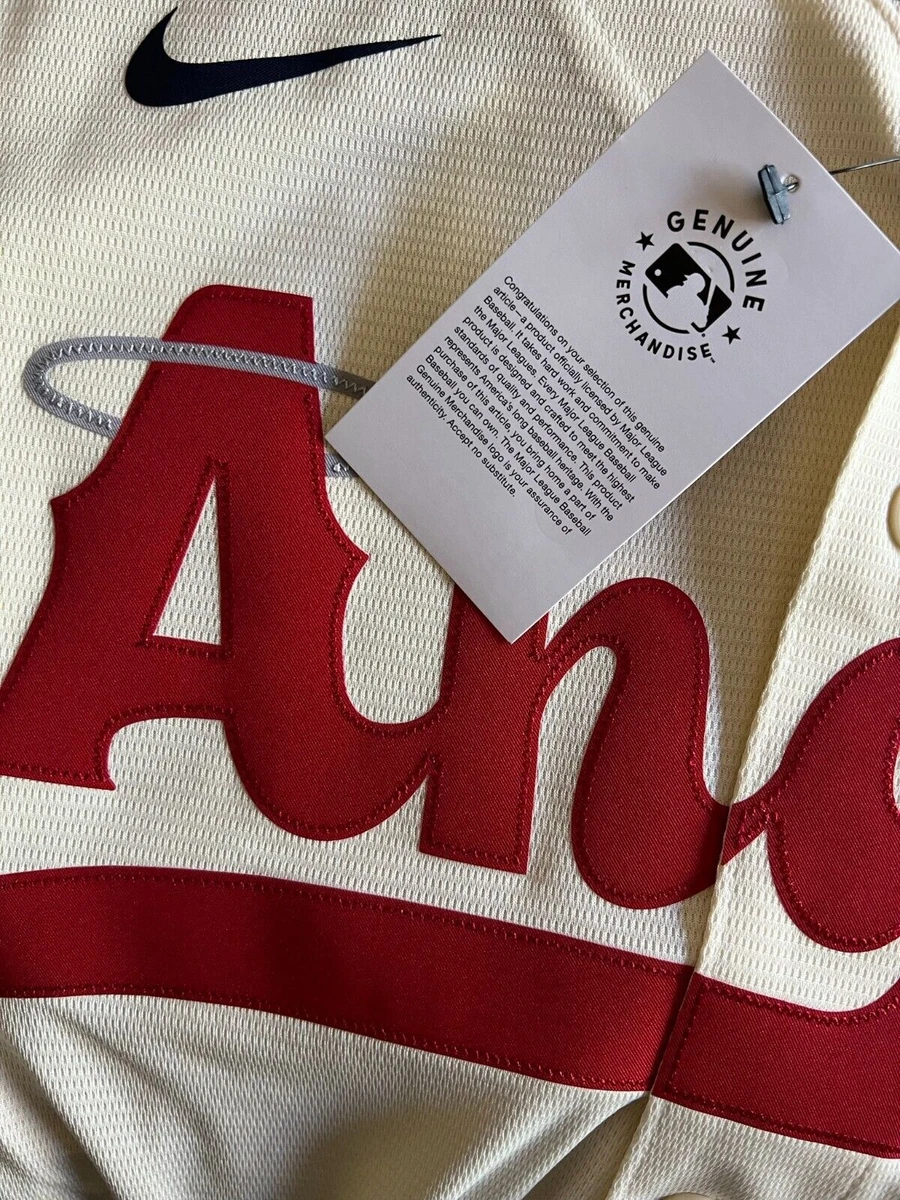 GENUINE
MERCHANDISE™
Congratulations on your selection of this genuine
article—a product officially licensed by Major League
Baseball. It takes hard work and commitment to make
the Major Leagues. Every Major League Baseball
product is designed and crafted to meet the highest
standards of quality and performance. This product
represents America's long baseball heritage. With the
purchase of this article, you bring home a part of
Baseball you can own. The Major League Baseball
Genuine Merchandise logo is your assurance of
authenticity. Accept no substitute.
Ang